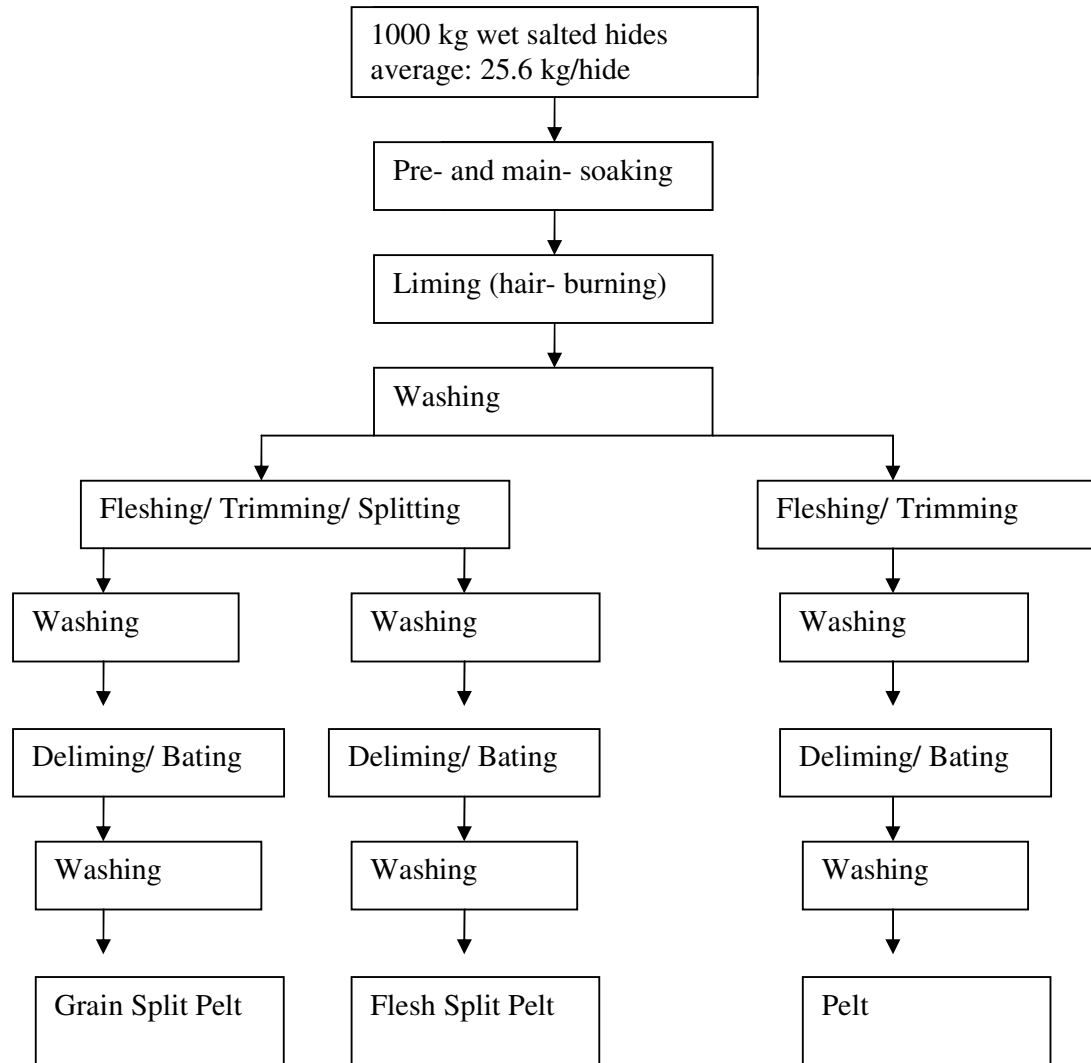 1000 kg wet salted hides
average: 25.6 kg/hide
Pre- and main- soaking
Liming (hair- burning)
Washing
Fleshing/ Trimming/ Splitting
Fleshing/ Trimming
Washing
Washing
Washing
Deliming/ Bating
Deliming/ Bating
Deliming/ Bating
Washing
Washing
Washing
Grain Split Pelt
Flesh Split Pelt
Pelt